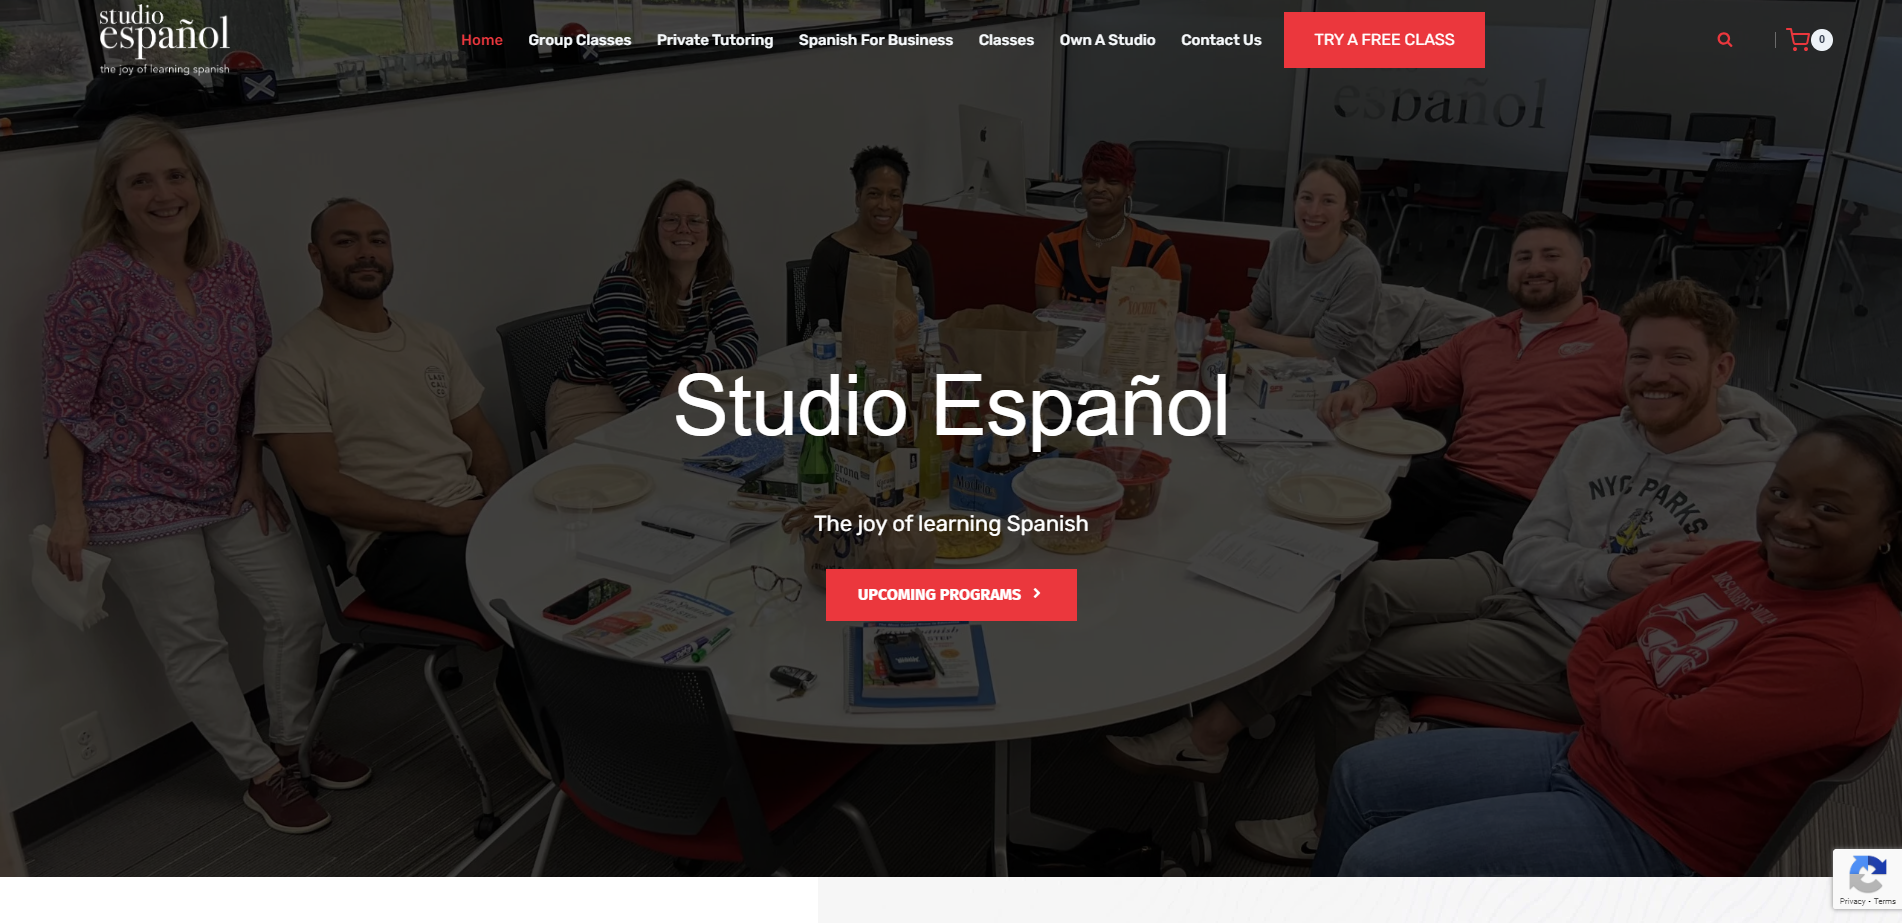 studio
español
the joy of learning spanish
Home
Group Classes
Private Tutoring
Spanish For Business
Classes
Own A Studio
Contact Us
TRY A FREE CLASS
0
español
Studio Español
The joy of learning Spanish
UPCOMING PROGRAMS
Corona
Modelo
NYC PARKS
Privacy - Terms